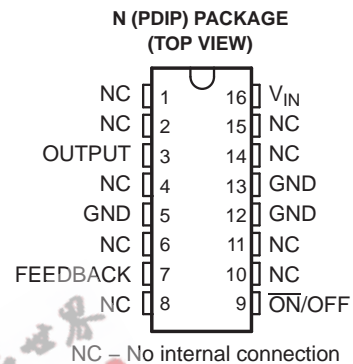 N (PDIP) PACKAGE
(TOP VIEW)
NC 1 16 V_IN
NC 2 15 NC
OUTPUT 3 14 NC
NC 4 13 GND
GND 5 12 GND
NC 6 11 NC
FEEDBACK 7 10 NC
NC 8 9 O̅N̅/OFF
NC – No internal connection